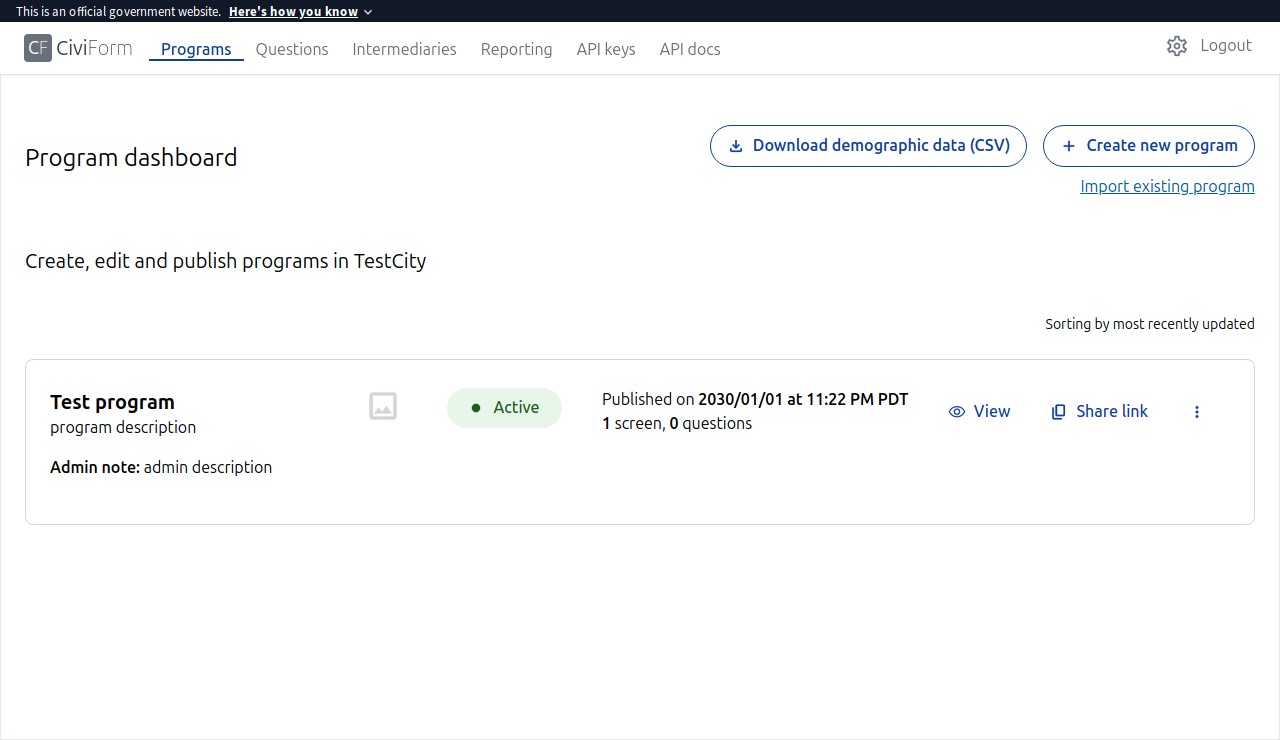 This is an official government website. Here's how you know
CF CiviForm Programs Questions Intermediaries Reporting API keys API docs Logout
Program dashboard
Download demographic data (CSV) Create new program
Import existing program
Create, edit and publish programs in TestCity
Sorting by most recently updated
Test program
program description
Admin note: admin description
Active
Published on 2030/01/01 at 11:22 PM PDT
1 screen, 0 questions
View Share link